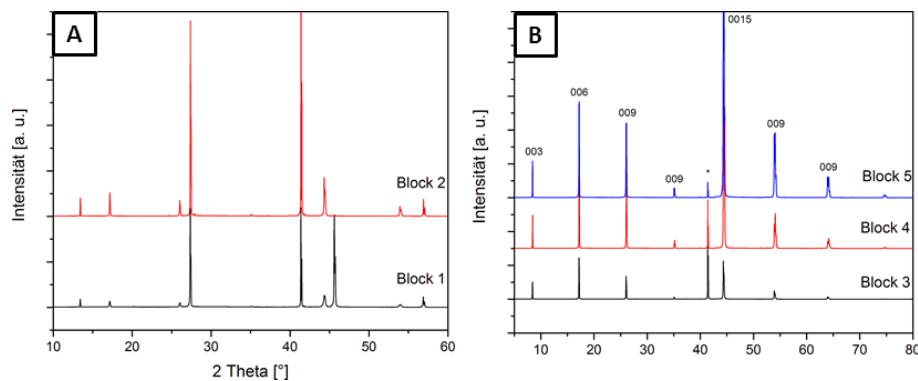 A
Intensität [a. u.]
Block 2
Block 1
10 20 30 40 50 60
2 Theta [°]
B
Intensität [a. u.]
0015
006
009
003
009
*
009
009
Block 5
Block 4
Block 3
10 20 30 40 50 60 70 80